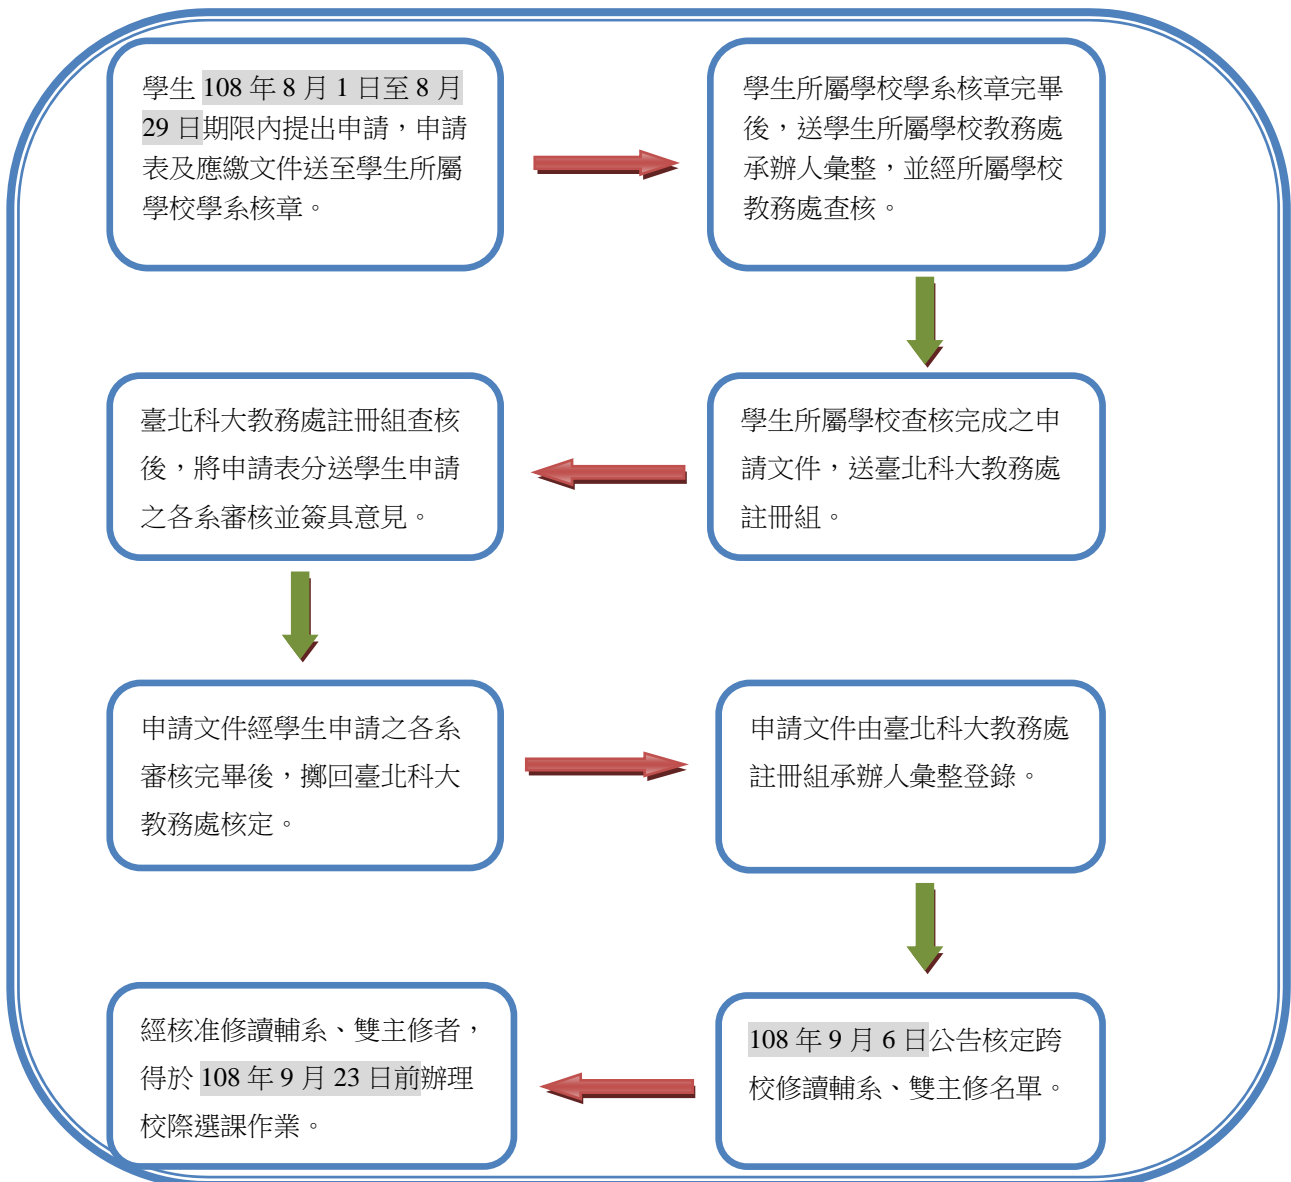 學生 108 年 8 月 1 日至 8 月
29 日期限內提出申請，申請
表及應繳文件送至學生所屬
學校學系核章。
學生所屬學校學系核章完畢
後，送學生所屬學校教務處
承辦人彙整，並經所屬學校
教務處查核。
學生所屬學校查核完成之申
請文件，送臺北科大教務處
註冊組。
臺北科大教務處註冊組查核
後，將申請表分送學生申請
之各系審核並簽具意見。
申請文件經學生申請之各系
審核完畢後，擲回臺北科大
教務處核定。
申請文件由臺北科大教務處
註冊組承辦人彙整登錄。
108 年 9 月 6 日公告核定跨
校修讀輔系、雙主修名單。
經核准修讀輔系、雙主修者，
得於 108 年 9 月 23 日前辦理
校際選課作業。